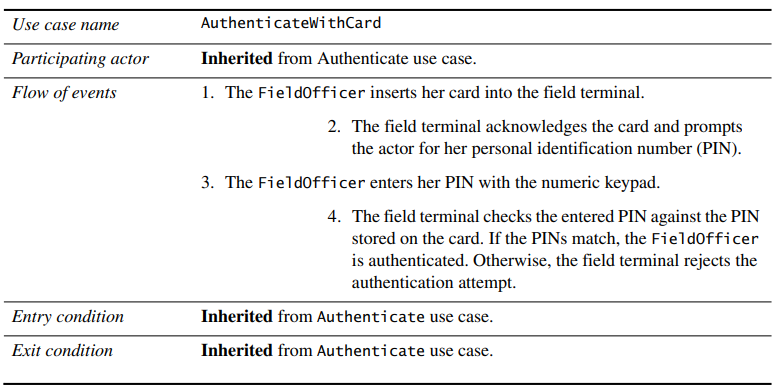 Use case name AuthenticateWithCard
Participating actor Inherited from Authenticate use case.
Flow of events 1. The FieldOfficer inserts her card into the field terminal.
2. The field terminal acknowledges the card and prompts
the actor for her personal identification number (PIN).
3. The FieldOfficer enters her PIN with the numeric keypad.
4. The field terminal checks the entered PIN against the PIN
stored on the card. If the PINs match, the FieldOfficer
is authenticated. Otherwise, the field terminal rejects the
authentication attempt.
Entry condition Inherited from Authenticate use case.
Exit condition Inherited from Authenticate use case.